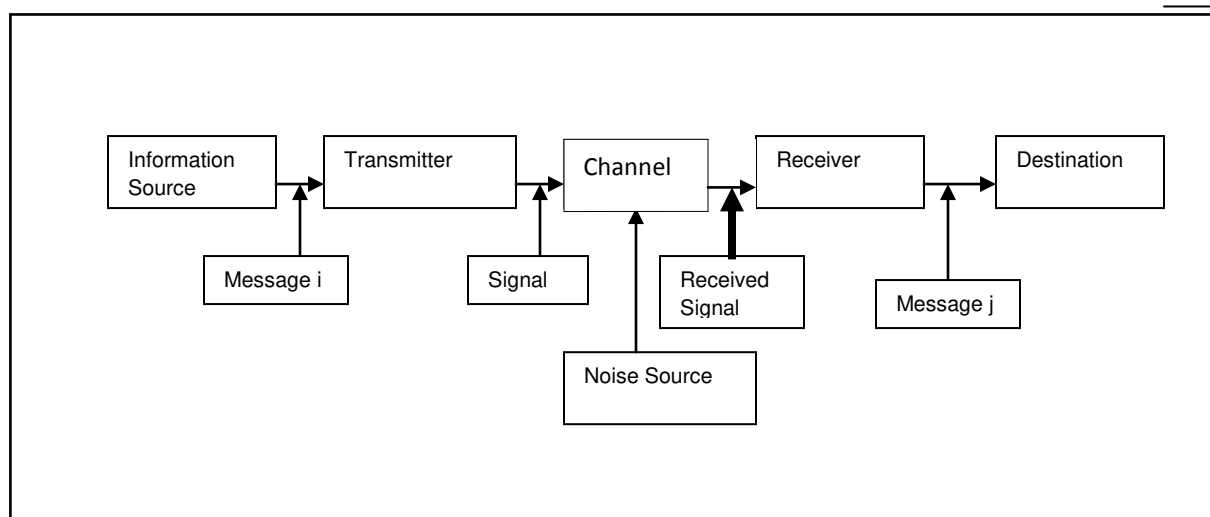 Information
Source
Transmitter
Channel
Receiver
Destination
Message i
Signal
Received
Signal
Message j
Noise Source